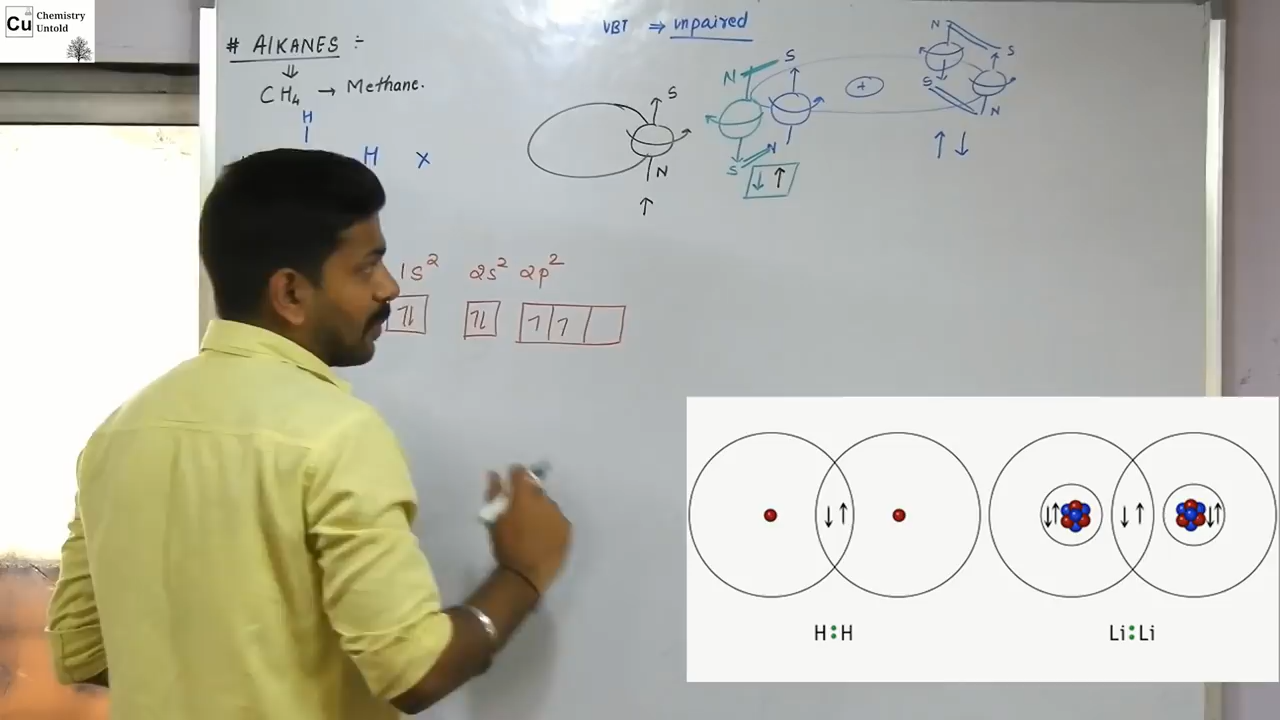 Cu Chemistry
Untold
# AlKANES :-
⇓
CH4 → Methane.
H
H X
VBT ⇒ unpaired
S
N
↑
N S
S N
↓ ↑
+
N S
S N
↑ ↓
1s² 2s² 2p²
↿⇂ ↿⇂ ↿ ↿
↓ ↑
↓↑ ↓ ↑ ↓↑
H:H
Li:Li